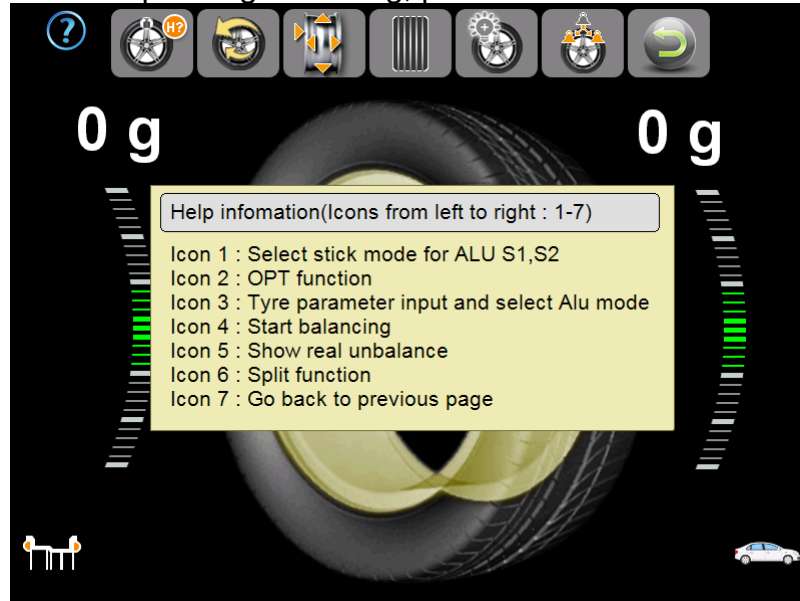 ?
H?
0 g
0 g
Help infomation(Icons from left to right : 1-7)
Icon 1 : Select stick mode for ALU S1,S2
Icon 2 : OPT function
Icon 3 : Tyre parameter input and select Alu mode
Icon 4 : Start balancing
Icon 5 : Show real unbalance
Icon 6 : Split function
Icon 7 : Go back to previous page